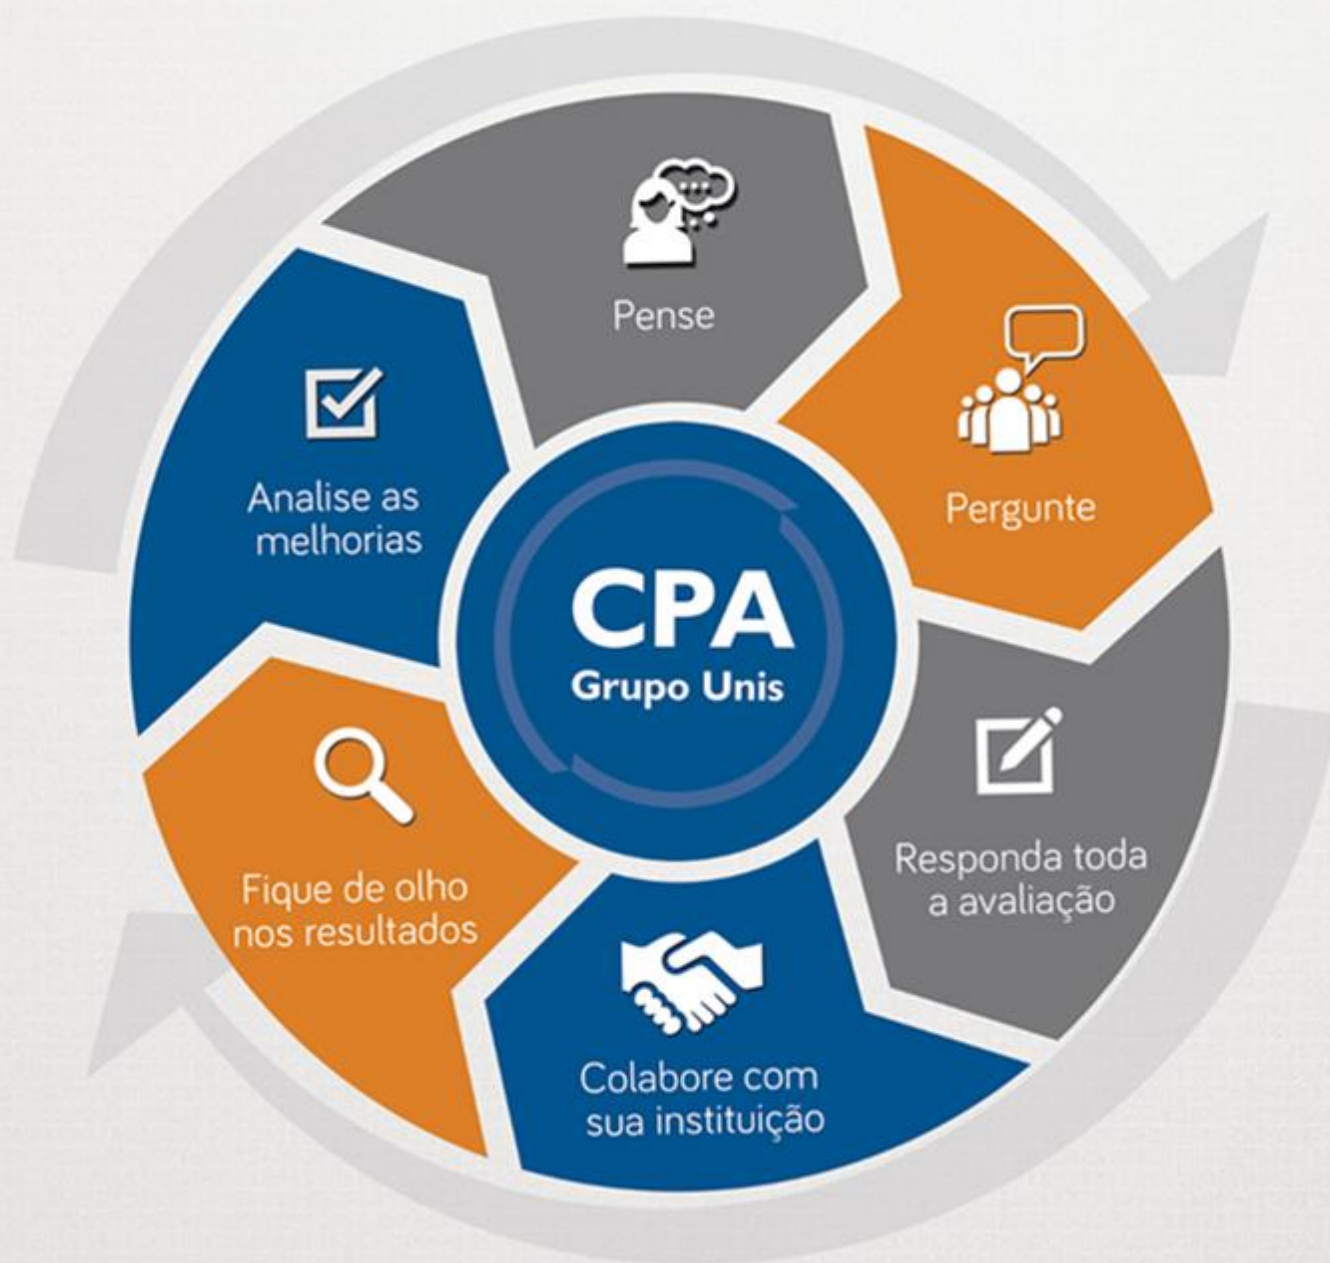 Pense
Pergunte
Responda toda
a avaliação
Colabore com
sua instituição
Fique de olho
nos resultados
Analise as
melhorias
CPA
Grupo Unis